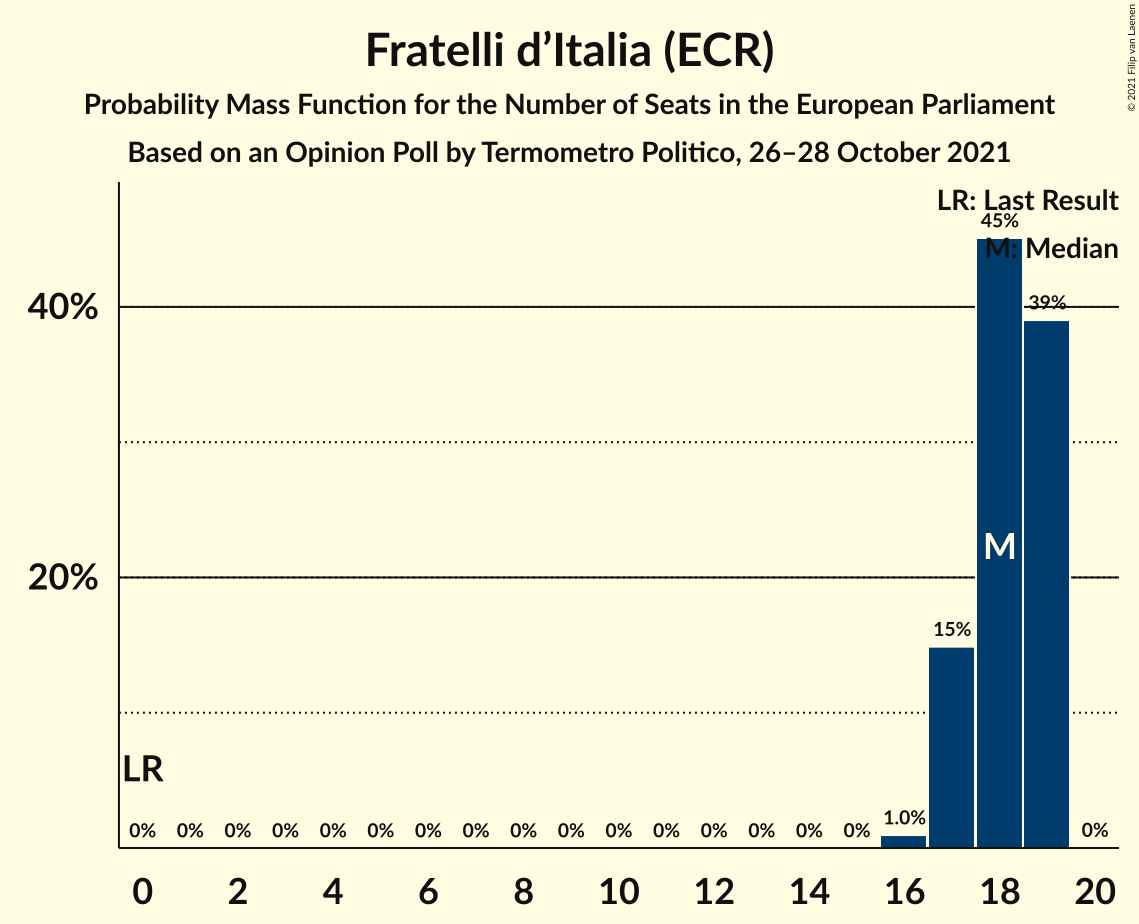 Fratelli d’Italia (ECR)
Probability Mass Function for the Number of Seats in the European Parliament
Based on an Opinion Poll by Termometro Politico, 26–28 October 2021
© 2021 Filip van Laenen
LR: Last Result
45%
M: Median
40%
39%
M
20%
15%
LR
0% 0% 0% 0% 0% 0% 0% 0% 0% 0% 0% 0% 0% 0% 0% 0% 1.0% 0%
0 2 4 6 8 10 12 14 16 18 20